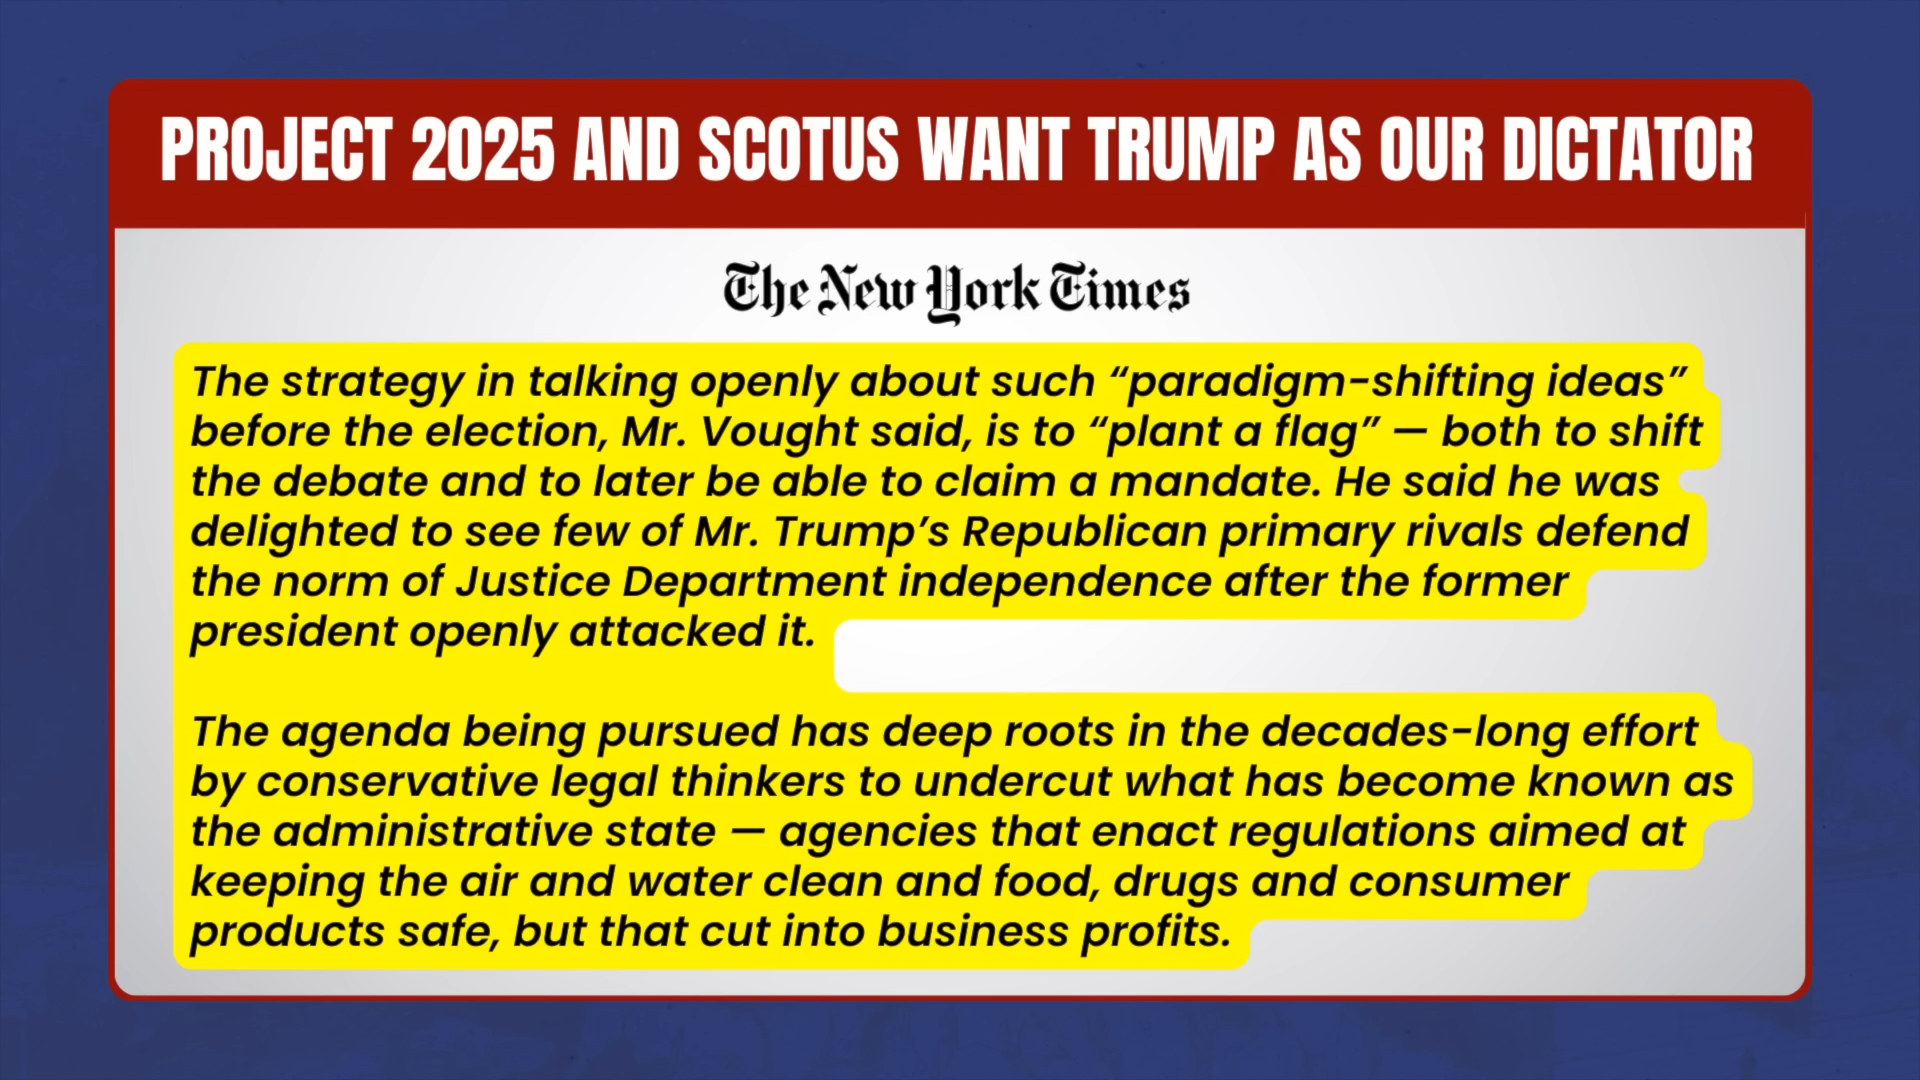 PROJECT 2025 AND SCOTUS WANT TRUMP AS OUR DICTATOR
The New York Times
The strategy in talking openly about such “paradigm-shifting ideas”
before the election, Mr. Vought said, is to “plant a flag” — both to shift
the debate and to later be able to claim a mandate. He said he was
delighted to see few of Mr. Trump’s Republican primary rivals defend
the norm of Justice Department independence after the former
president openly attacked it.
The agenda being pursued has deep roots in the decades-long effort
by conservative legal thinkers to undercut what has become known as
the administrative state — agencies that enact regulations aimed at
keeping the air and water clean and food, drugs and consumer
products safe, but that cut into business profits.